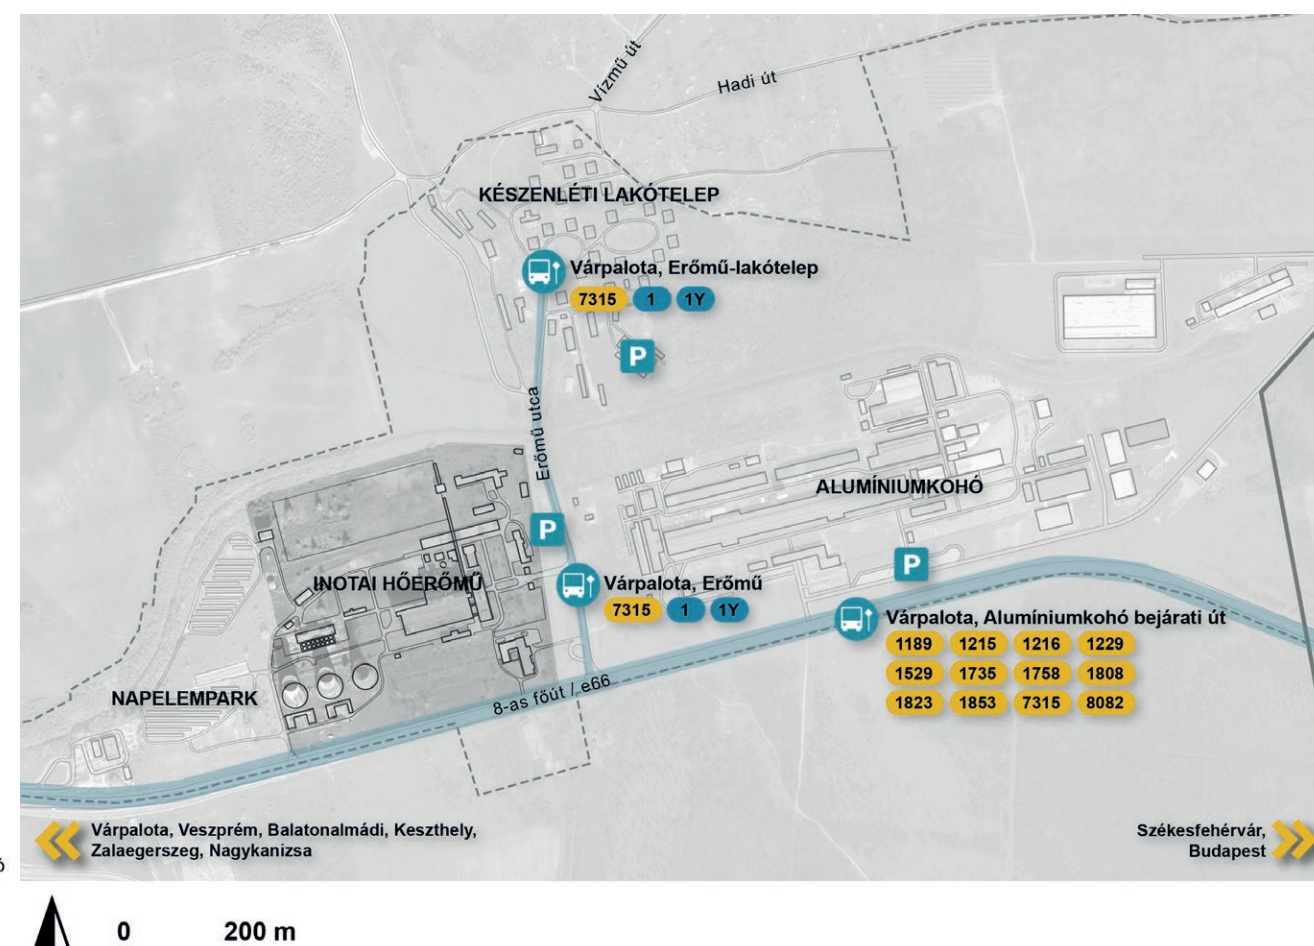 Vízmű út
Hadi út
KÉSZENLÉTI LAKÓTELEP
Várpalota, Erőmű-lakótelep
7315 1 1Y
P
Erőmű utca
ALUMÍNIUMKOHÓ
P
P
INOTAI HŐERŐMŰ
Várpalota, Erőmű
7315 1 1Y
Várpalota, Alumíniumkohó bejárati út
1189 1215 1216 1229
1529 1735 1758 1808
1823 1853 7315 8082
NAPELEMPARK
8-as főút / e66
Várpalota, Veszprém, Balatonalmádi, Keszthely,
Zalaegerszeg, Nagykanizsa
Székesfehérvár,
Budapest
0 200 m